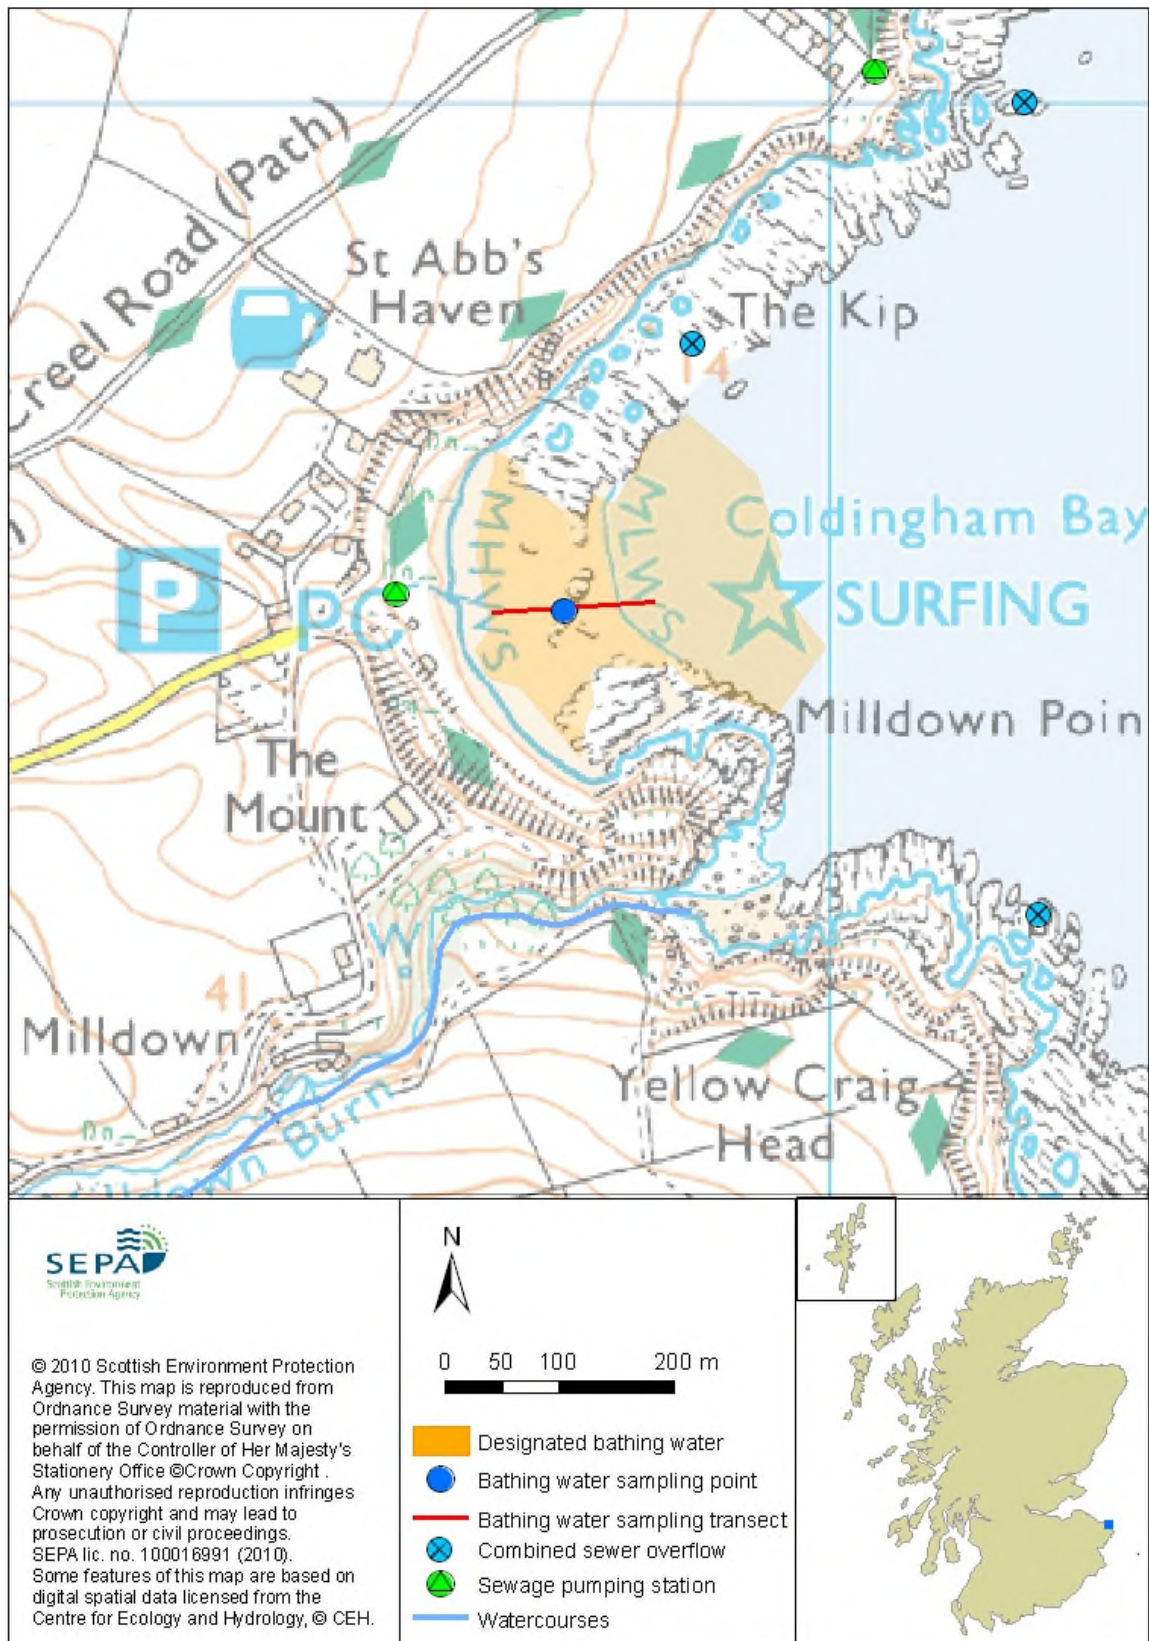 Creel Road (Path)
St Abb's
Haven
The Kip
14
Dn
MHWS
MLWS
Coldingham Bay
SURFING
Dn
P
PC
Milldown Poin
The
Mount
W
41
Milldown
Yellow Craig
Head
Dn
Milldown Burn
SEPA
Scottish Environment
Protection Agency
© 2010 Scottish Environment Protection
Agency. This map is reproduced from
Ordnance Survey material with the
permission of Ordnance Survey on
behalf of the Controller of Her Majesty's
Stationery Office ©Crown Copyright .
Any unauthorised reproduction infringes
Crown copyright and may lead to
prosecution or civil proceedings.
SEPA lic. no. 100016991 (2010).
Some features of this map are based on
digital spatial data licensed from the
Centre for Ecology and Hydrology, © CEH.
N
0 50 100 200 m
Designated bathing water
Bathing water sampling point
Bathing water sampling transect
Combined sewer overflow
Sewage pumping station
Watercourses